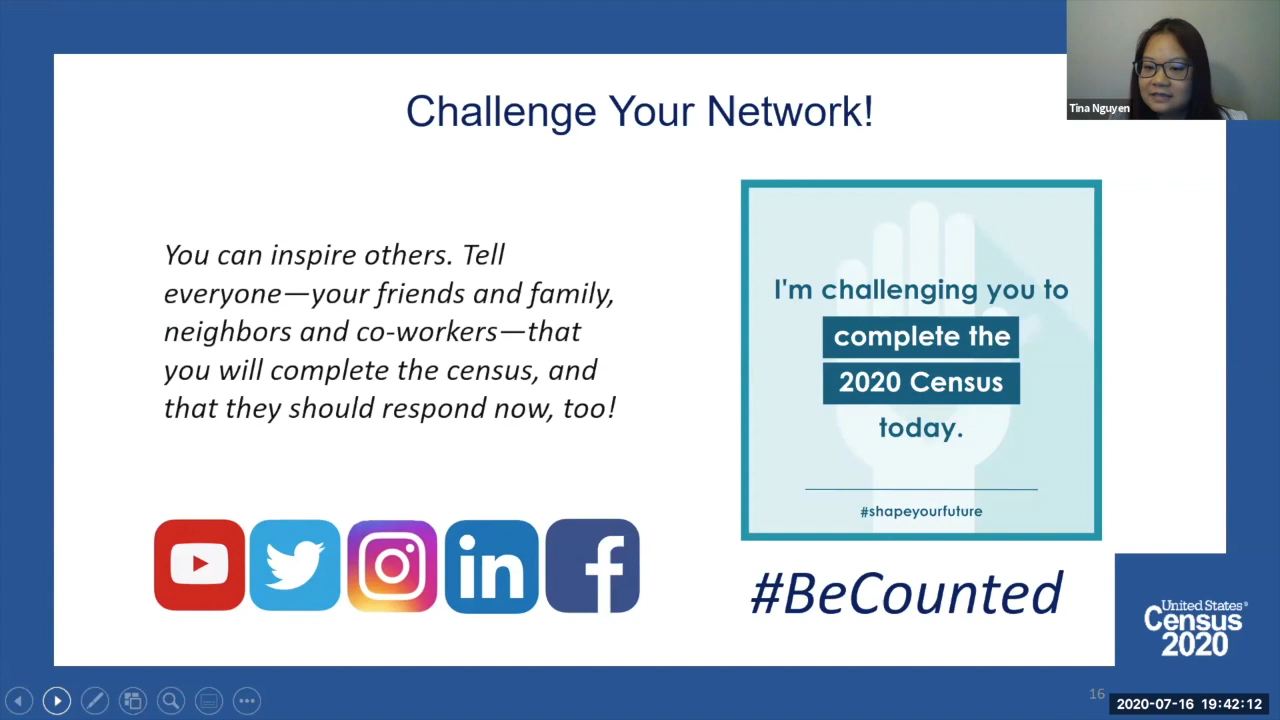 Challenge Your Network!
Tina Nguyen
You can inspire others. Tell
everyone—your friends and family,
neighbors and co-workers—that
you will complete the census, and
that they should respond now, too!
I'm challenging you to
complete the
2020 Census
today.
#shapeyourfuture
in
f
#BeCounted
United States®
Census
2020
16
2020-07-16 19:42:12